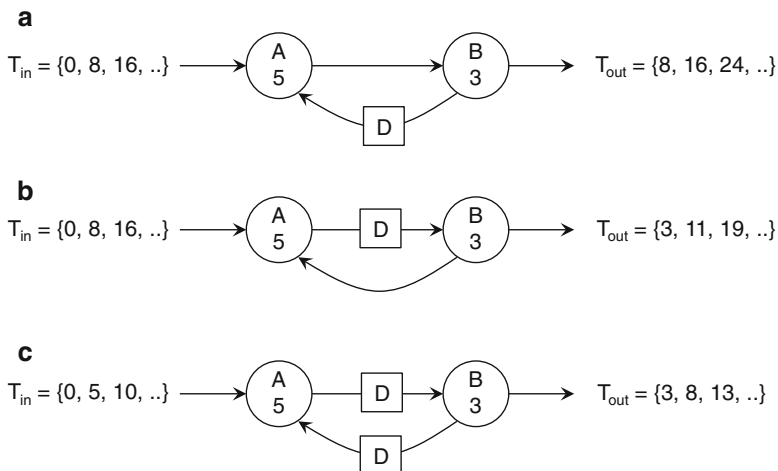 a
T_in = {0, 8, 16, ..} A 5 B 3 T_out = {8, 16, 24, ..}
D
b
T_in = {0, 8, 16, ..} A 5 D B 3 T_out = {3, 11, 19, ..}
c
T_in = {0, 5, 10, ..} A 5 D B 3 T_out = {3, 8, 13, ..}
D